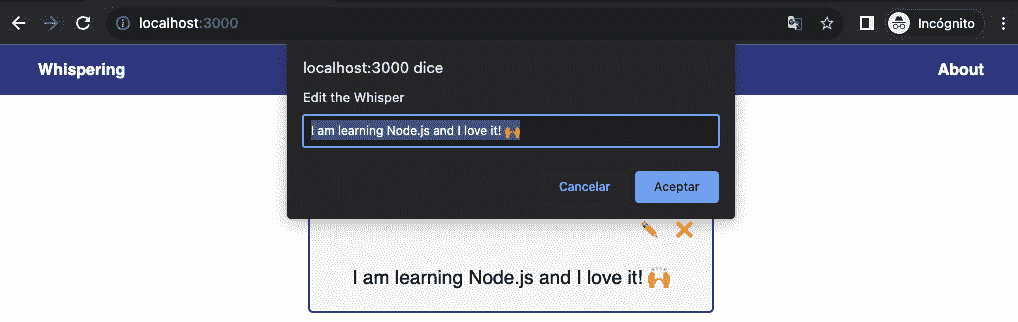 localhost:3000
Incógnito
Whispering
About
localhost:3000 dice
Edit the Whisper
I am learning Node.js and I love it! 🙌
Cancelar
Aceptar
I am learning Node.js and I love it! 🙌